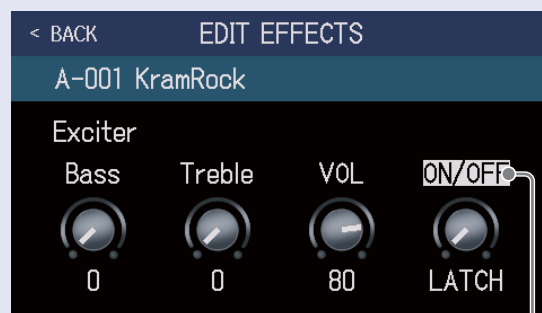 < BACK EDIT EFFECTS
A-001 KramRock
Exciter
Bass Treble VOL ON/OFF
0 0 80 LATCH